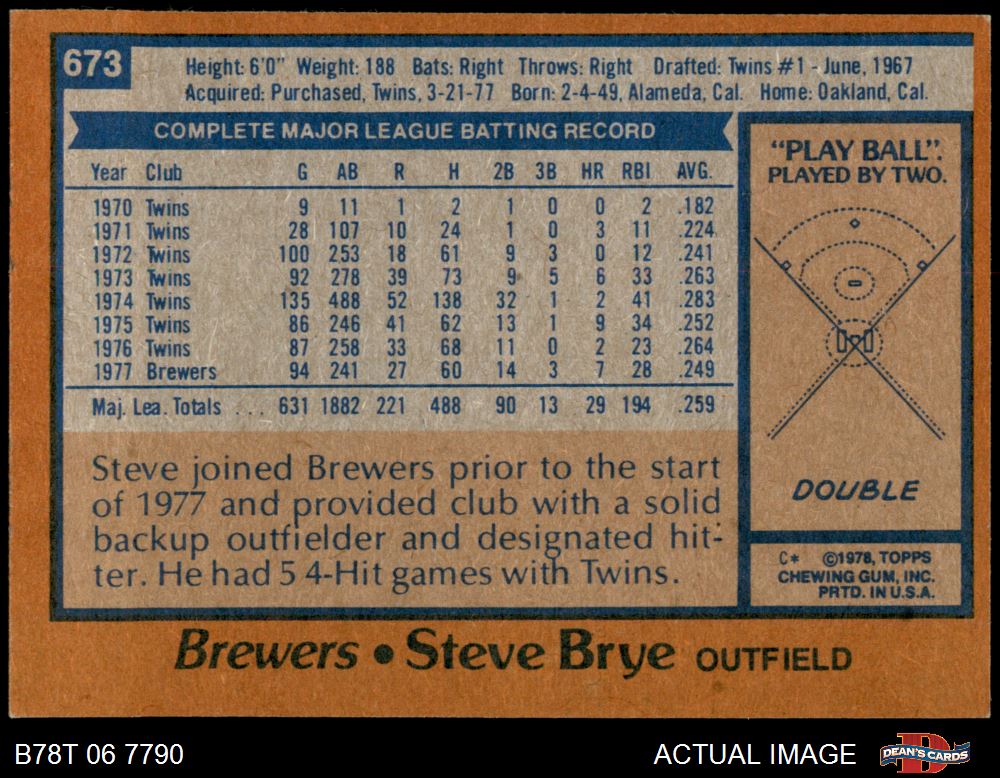 673
Height: 6'0" Weight: 188 Bats: Right Throws: Right Drafted: Twins #1 - June, 1967
Acquired: Purchased, Twins, 3-21-77 Born: 2-4-49, Alameda, Cal. Home: Oakland, Cal.
COMPLETE MAJOR LEAGUE BATTING RECORD
Year Club G AB R H 2B 3B HR RBI AVG.
1970 Twins 9 11 1 2 1 0 0 2 .182
1971 Twins 28 107 10 24 1 0 3 11 .224
1972 Twins 100 253 18 61 9 3 0 12 .241
1973 Twins 92 278 39 73 9 5 6 33 .263
1974 Twins 135 488 52 138 32 1 2 41 .283
1975 Twins 86 246 41 62 13 1 9 34 .252
1976 Twins 87 258 33 68 11 0 2 23 .264
1977 Brewers 94 241 27 60 14 3 7 28 .249
Maj. Lea. Totals . . . 631 1882 221 488 90 13 29 194 .259
Steve joined Brewers prior to the start
of 1977 and provided club with a solid
backup outfielder and designated hit-
ter. He had 5 4-Hit games with Twins.
"PLAY BALL".
PLAYED BY TWO.
DOUBLE
C* ©1978, TOPPS
CHEWING GUM, INC.
PRTD. IN U.S.A.
Brewers • Steve Brye OUTFIELD
B78T 06 7790 ACTUAL IMAGE
D
DEAN'S CARDS